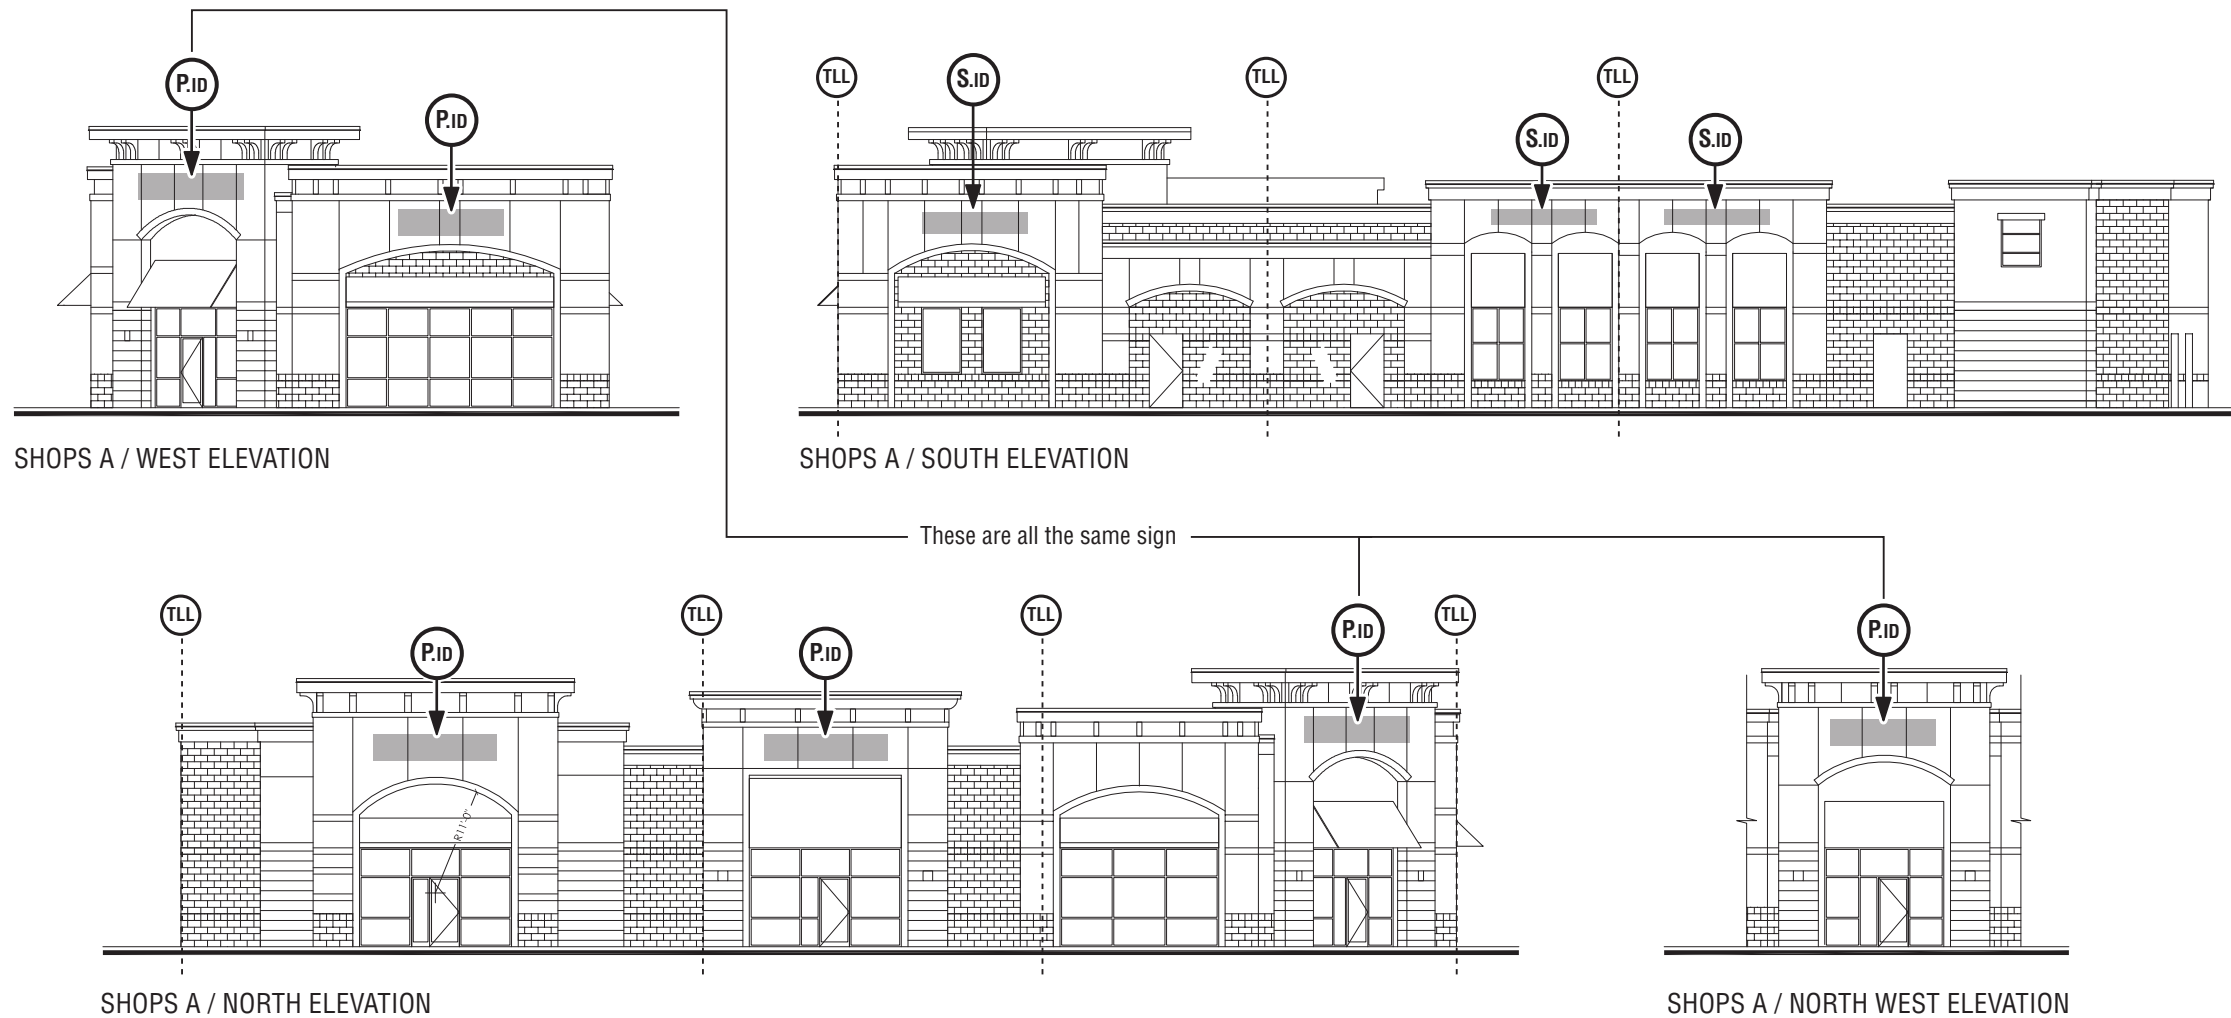 P.ID
P.ID
TLL
S.ID
TLL
TLL
S.ID
S.ID
SHOPS A / WEST ELEVATION
SHOPS A / SOUTH ELEVATION
These are all the same sign
TLL
P.ID
TLL
P.ID
TLL
P.ID
TLL
P.ID
R11'-0"
SHOPS A / NORTH ELEVATION
SHOPS A / NORTH WEST ELEVATION